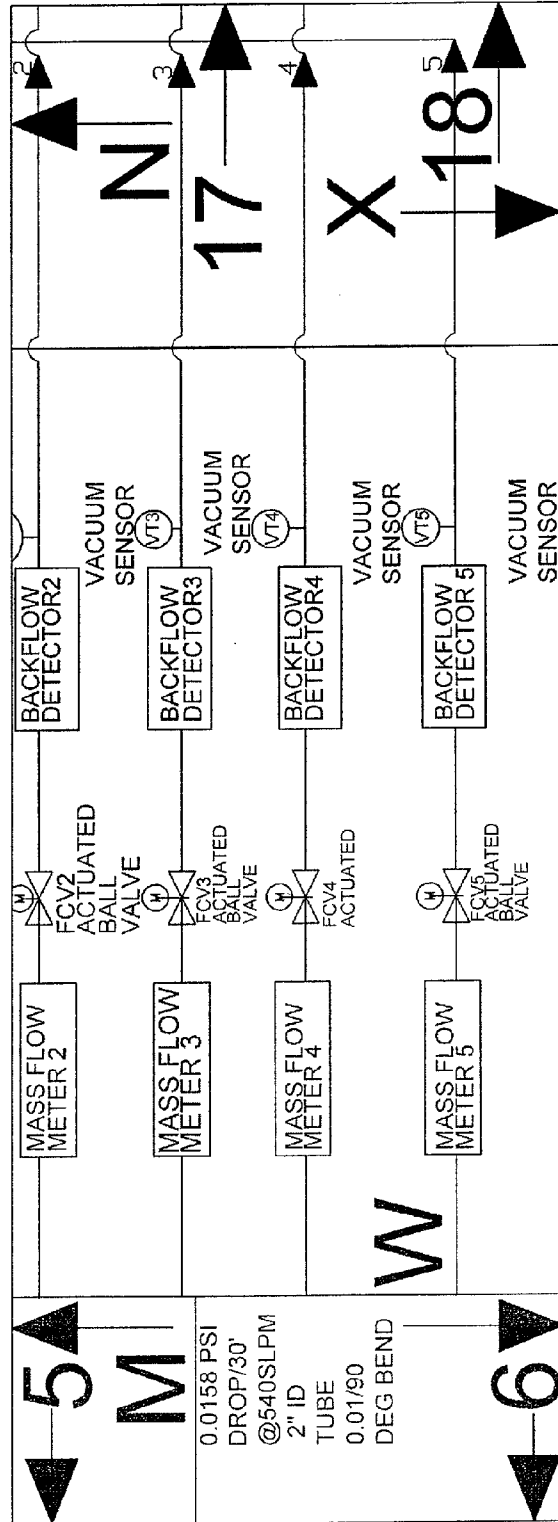 5
M
0.0158 PSI
DROP/30'
@540SLPM
2" ID
TUBE
0.01/90
DEG BEND
6
W
MASS FLOW
METER 2
MASS FLOW
METER 3
MASS FLOW
METER 4
MASS FLOW
METER 5
M
FCV2
ACTUATED
BALL
VALVE
M
FCV3
ACTUATED
BALL
VALVE
M
FCV4
ACTUATED
M
FCV5
ACTUATED
BALL
VALVE
BACKFLOW
DETECTOR2
BACKFLOW
DETECTOR3
BACKFLOW
DETECTOR4
BACKFLOW
DETECTOR 5
VACUUM
SENSOR
VT3
VACUUM
SENSOR
VT4
VACUUM
SENSOR
VT5
VACUUM
SENSOR
2
N
3
17
4
X
5
18